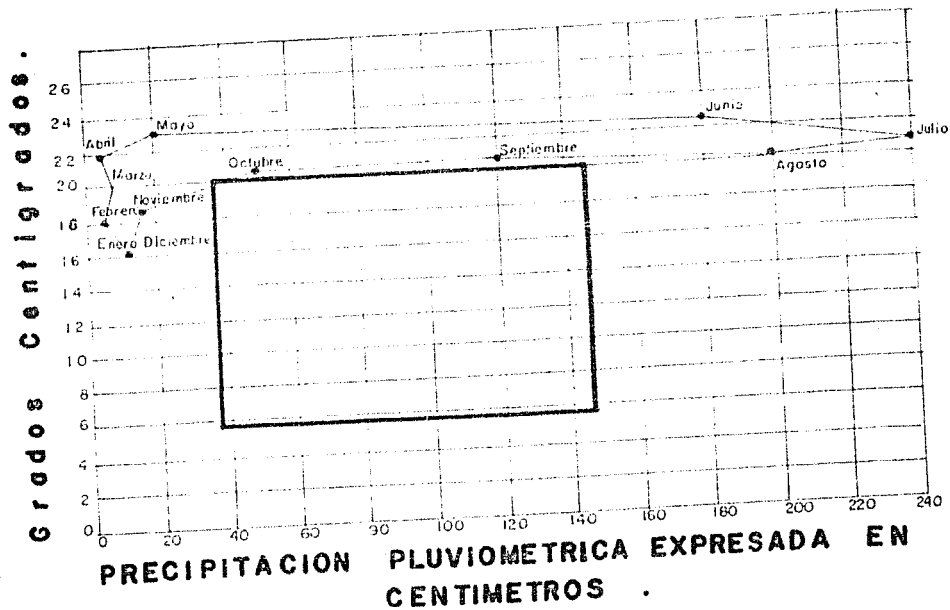 Grados Centigrados.
26
24
22
20
18
16
14
12
10
8
6
4
2
0
Abril
Mayo
Marzo
Febrero
Noviembre
Enero Diciembre
Octubre
Septiembre
Junio
Julio
Agosto
0 20 40 60 80 100 120 140 160 180 200 220 240
PRECIPITACION PLUVIOMETRICA EXPRESADA EN
CENTIMETROS .